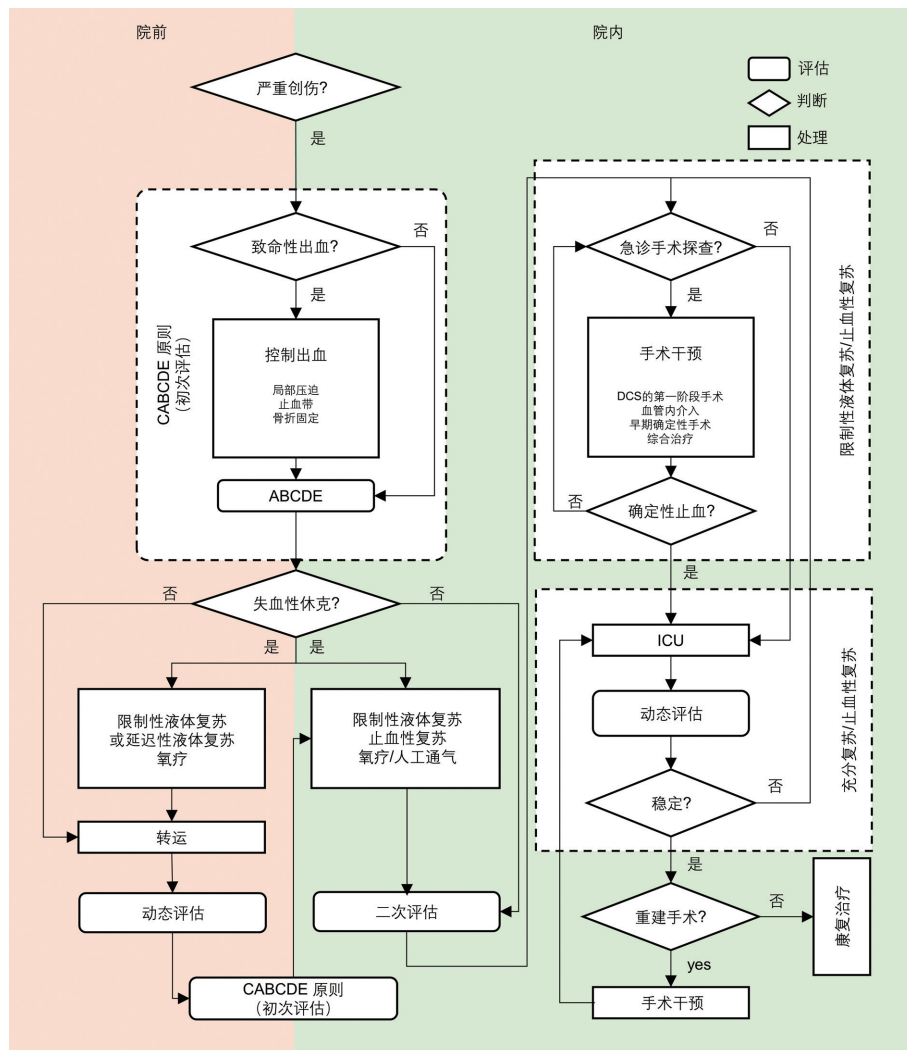 院前
院内
评估
判断
处理
严重创伤?
是
CABCDE 原则
（初次评估）
致命性出血?
否
是
控制出血
局部压迫
止血带
骨折固定
ABCDE
失血性休克?
否
否
是
是
限制性液体复苏
或延迟性液体复苏
氧疗
转运
动态评估
CABCDE 原则
（初次评估）
限制性液体复苏
止血性复苏
氧疗/人工通气
二次评估
限制性液体复苏/止血性复苏
急诊手术探查?
否
是
手术干预
DCS的第一阶段手术
血管内介入
早期确定性手术
综合治疗
否
确定性止血?
是
充分复苏/止血性复苏
ICU
动态评估
稳定?
否
是
重建手术?
否
康复治疗
yes
手术干预